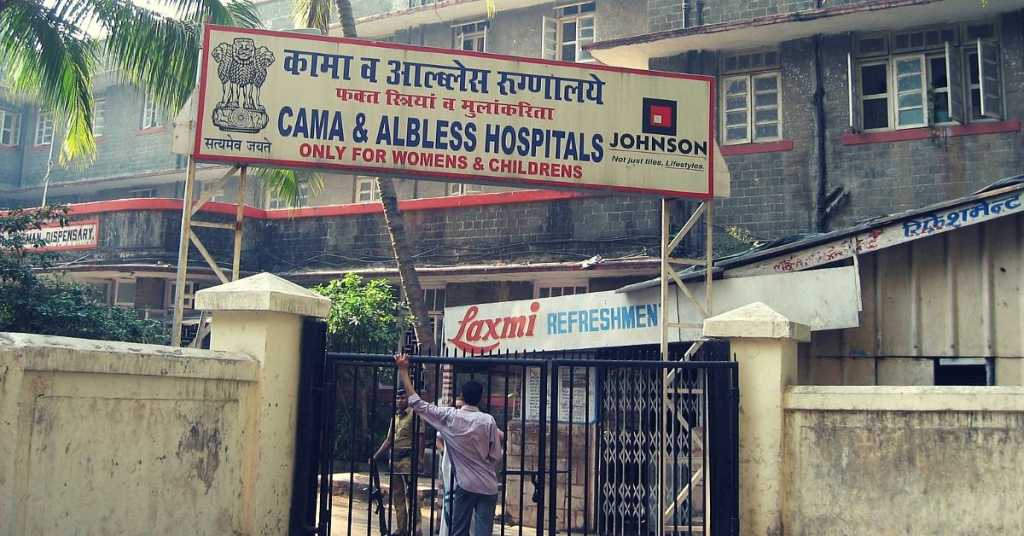 कामा व आल्ब्लेस रुग्णालये
फक्त स्त्रियां व मुलांकरिता
CAMA & ALBLESS HOSPITALS
ONLY FOR WOMENS & CHILDRENS
सत्यमेव जयते
JOHNSON
Not just tiles, Lifestyles.
DISPENSARY.
Laxmi REFRESHMEN
रिफ्रेशमेन्ट